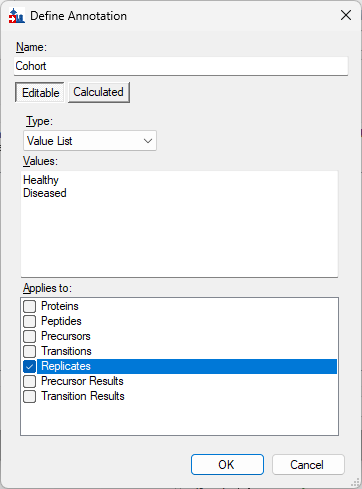 Define Annotation
Name:
Cohort
Editable
Calculated
Type:
Value List
Values:
Healthy
Diseased
Applies to:
Proteins
Peptides
Precursors
Transitions
Replicates
Precursor Results
Transition Results
OK
Cancel